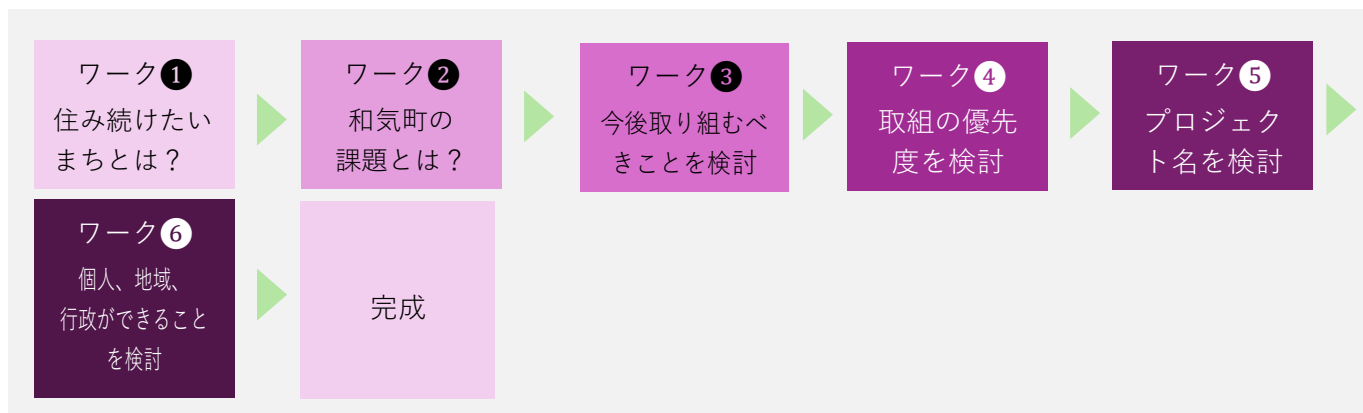 ワーク❶
住み続けたい
まちとは？
ワーク❷
和気町の
課題とは？
ワーク❸
今後取り組むべ
きことを検討
ワーク❹
取組の優先
度を検討
ワーク❺
プロジェク
ト名を検討
ワーク❻
個人、地域、
行政ができること
を検討
完成